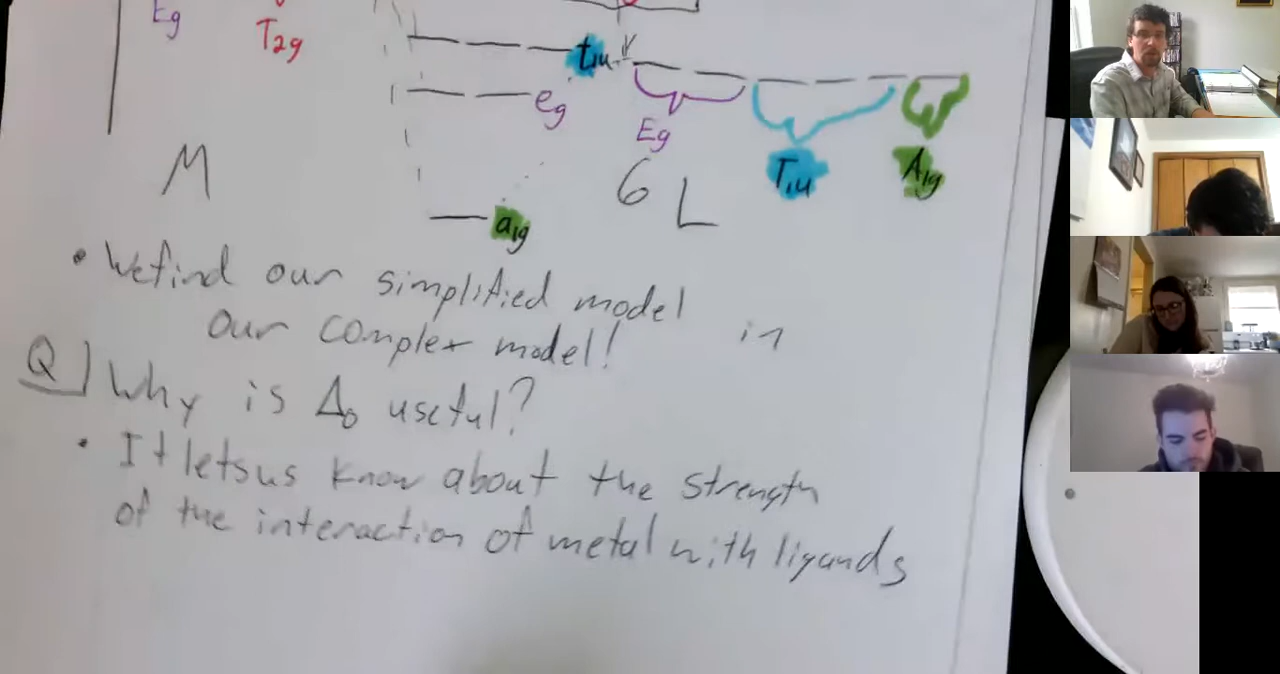 Eg
T2g
t1u
eg
Eg
T1u
A1g
M
6 L
a1g
• We find our simplified model in
our complex model!
Q] Why is Δo useful?
• It lets us know about the strength
of the interaction of metal with ligands